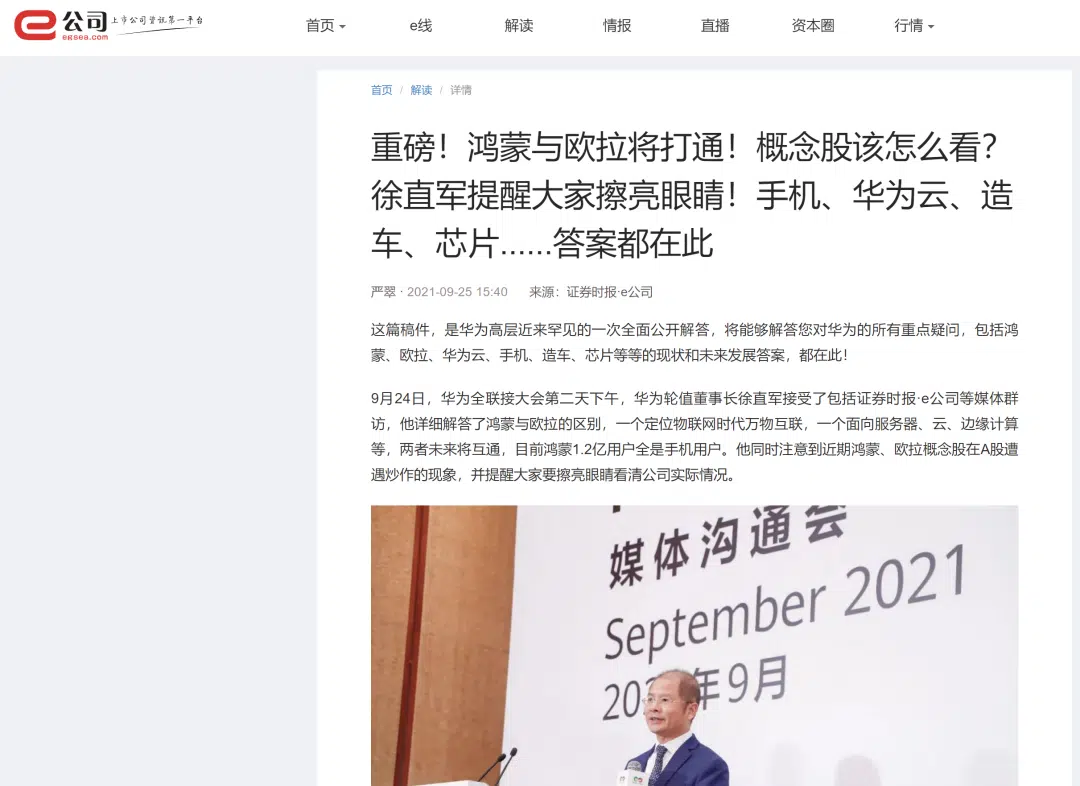 公司
上市公司资讯第一平台
egsea.com
首页
e线
解读
情报
直播
资本圈
行情
首页 / 解读 / 详情
重磅！鸿蒙与欧拉将打通！概念股该怎么看？
徐直军提醒大家擦亮眼睛！手机、华为云、造
车、芯片......答案都在此
严翠 · 2021-09-25 15:40 来源：证券时报·e公司
这篇稿件，是华为高层近来罕见的一次全面公开解答，将能够解答您对华为的所有重点疑问，包括鸿
蒙、欧拉、华为云、手机、造车、芯片等等的现状和未来发展答案，都在此！
9月24日，华为全联接大会第二天下午，华为轮值董事长徐直军接受了包括证券时报·e公司等媒体群
访，他详细解答了鸿蒙与欧拉的区别，一个定位物联网时代万物互联，一个面向服务器、云、边缘计算
等，两者未来将互通，目前鸿蒙1.2亿用户全是手机用户。他同时注意到近期鸿蒙、欧拉概念股在A股遭
遇炒作的现象，并提醒大家要擦亮眼睛看清公司实际情况。
媒体沟通会
September 2021
年9月